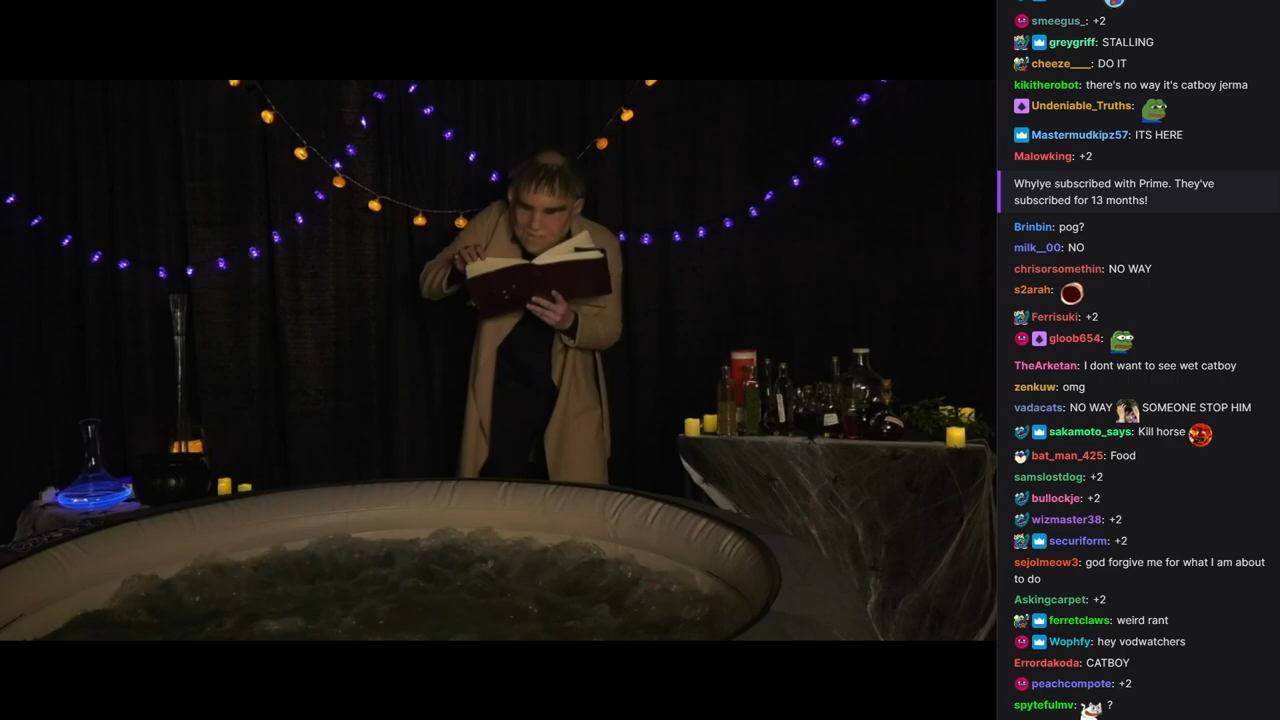 smeegus_: +2
greygriff: STALLING
cheeze____: DO IT
kikitherobot: there's no way it's catboy jerma
Undeniable_Truths:
Mastermudkipz57: ITS HERE
Malowking: +2
Whylye subscribed with Prime. They've
subscribed for 13 months!
Brinbin: pog?
milk__00: NO
chrisorsomethin: NO WAY
s2arah:
Ferrisuki: +2
gloob654:
TheArketan: I dont want to see wet catboy
zenkuw: omg
vadacats: NO WAY SOMEONE STOP HIM
sakamoto_says: Kill horse
bat_man_425: Food
samslostdog: +2
bullockje: +2
wizmaster38: +2
securiform: +2
sejolmeow3: god forgive me for what I am about
to do
Askingcarpet: +2
ferretclaws: weird rant
Wophfy: hey vodwatchers
Errordakoda: CATBOY
peachcompote: +2
spytefulmv: ?